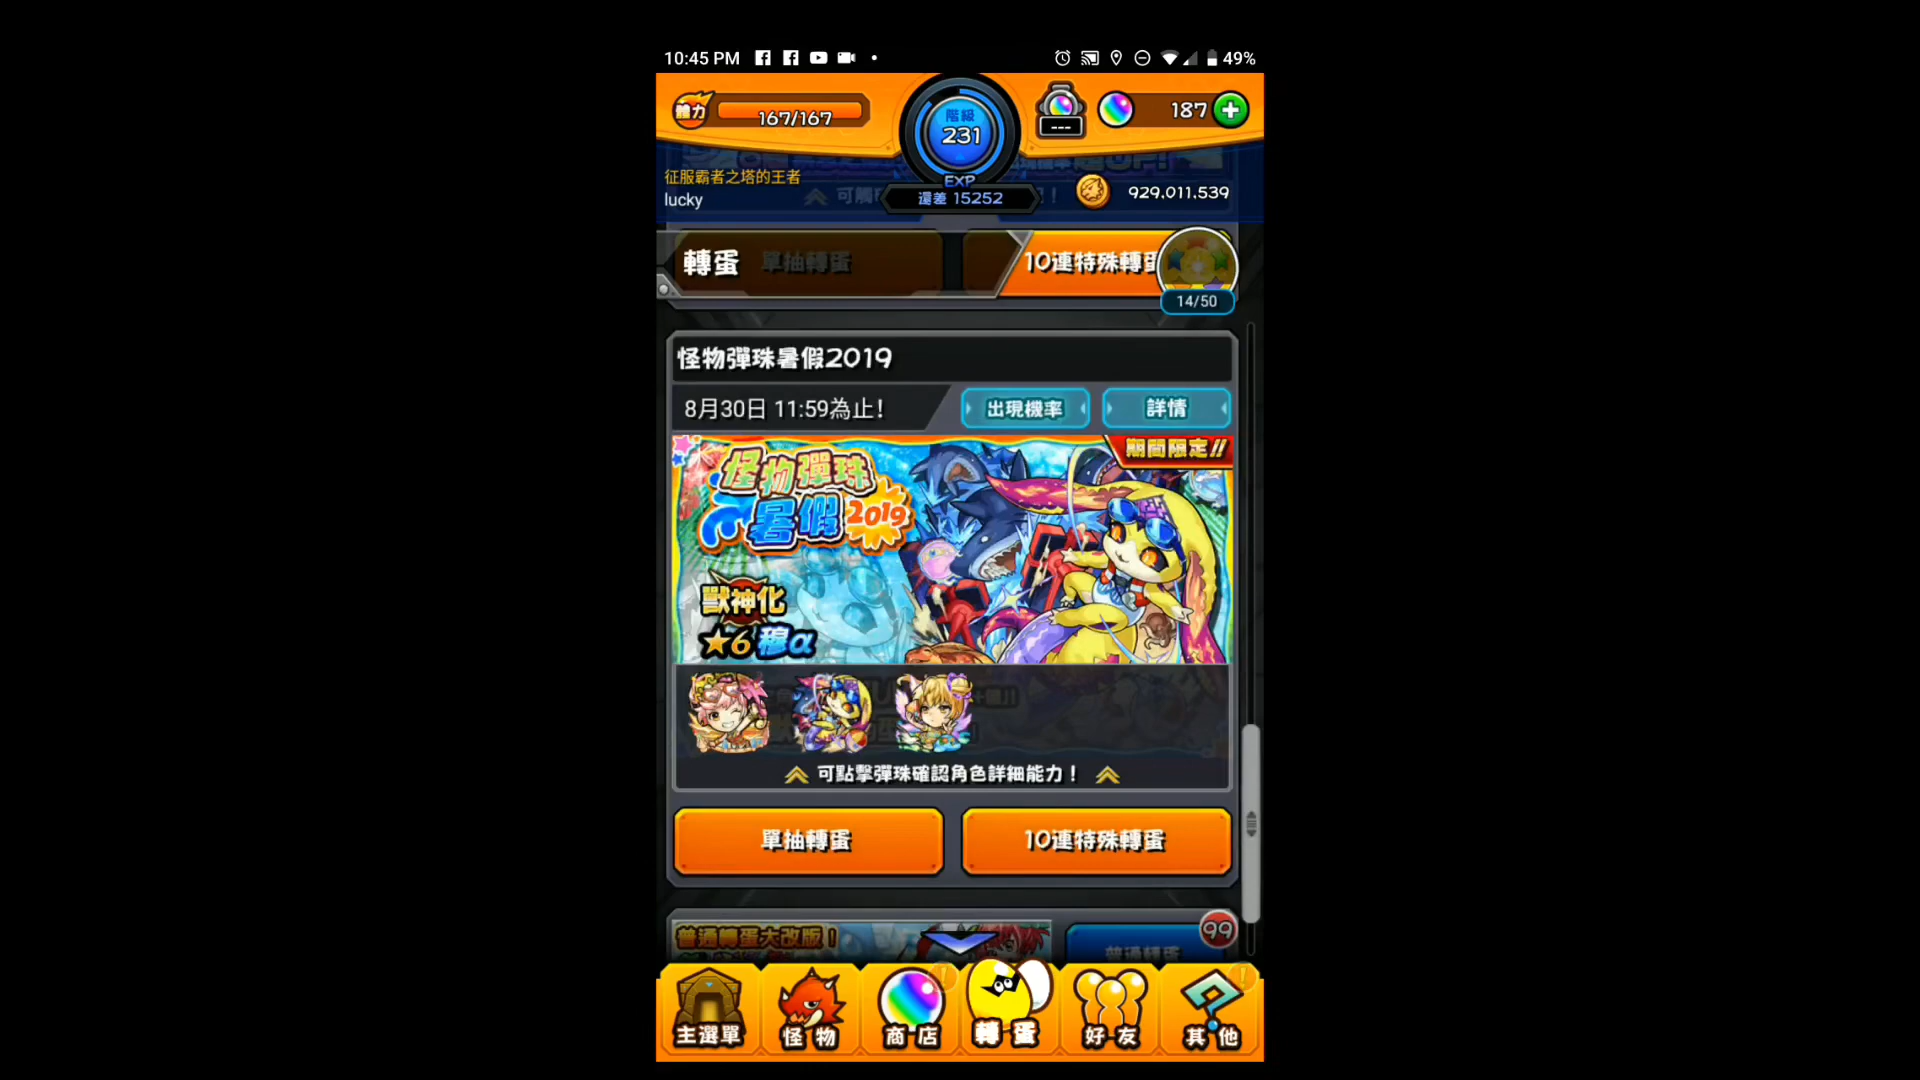 10:45 PM
49%
體力
167/167
階級
231
EXP
還差 15252
---
187
征服霸者之塔的王者
lucky
929,011,539
轉蛋
單抽轉蛋
10連特殊轉蛋
14/50
怪物彈珠暑假2019
8月30日 11:59為止!
出現機率
詳情
期間限定!!
怪物彈珠
暑假2019
獸神化
★6 穆α
可點擊彈珠確認角色詳細能力!
單抽轉蛋
10連特殊轉蛋
普通轉蛋大改版!
普通轉蛋
99
主選單
怪物
商店
轉蛋
好友
其他